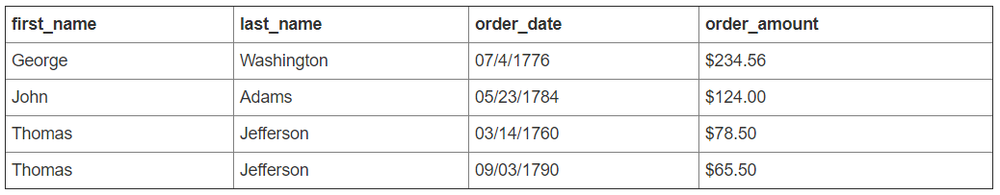 first_name last_name order_date order_amount
George Washington 07/4/1776 $234.56
John Adams 05/23/1784 $124.00
Thomas Jefferson 03/14/1760 $78.50
Thomas Jefferson 09/03/1790 $65.50